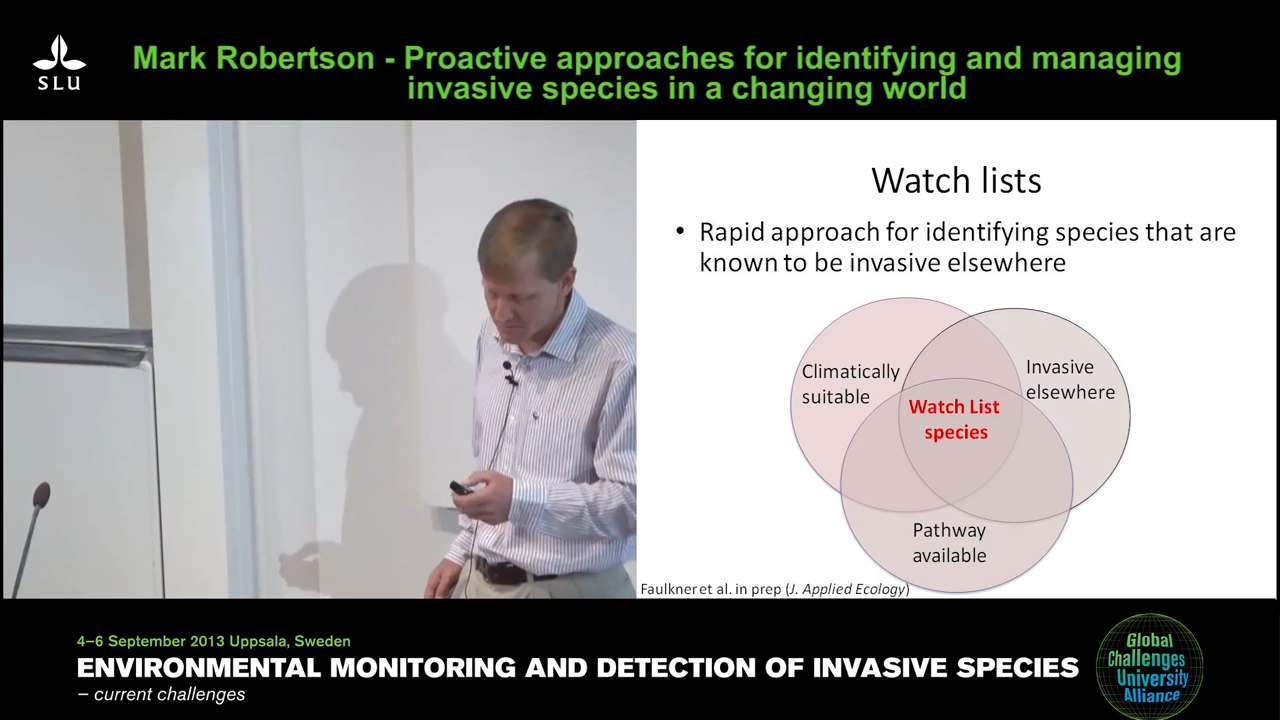 SLU
Mark Robertson - Proactive approaches for identifying and managing
invasive species in a changing world
Watch lists
• Rapid approach for identifying species that are
known to be invasive elsewhere
Climatically
suitable
Invasive
elsewhere
Watch List
species
Pathway
available
Faulkner et al. in prep (J. Applied Ecology)
4–6 September 2013 Uppsala, Sweden
ENVIRONMENTAL MONITORING AND DETECTION OF INVASIVE SPECIES
– current challenges
Global
Challenges
University
Alliance